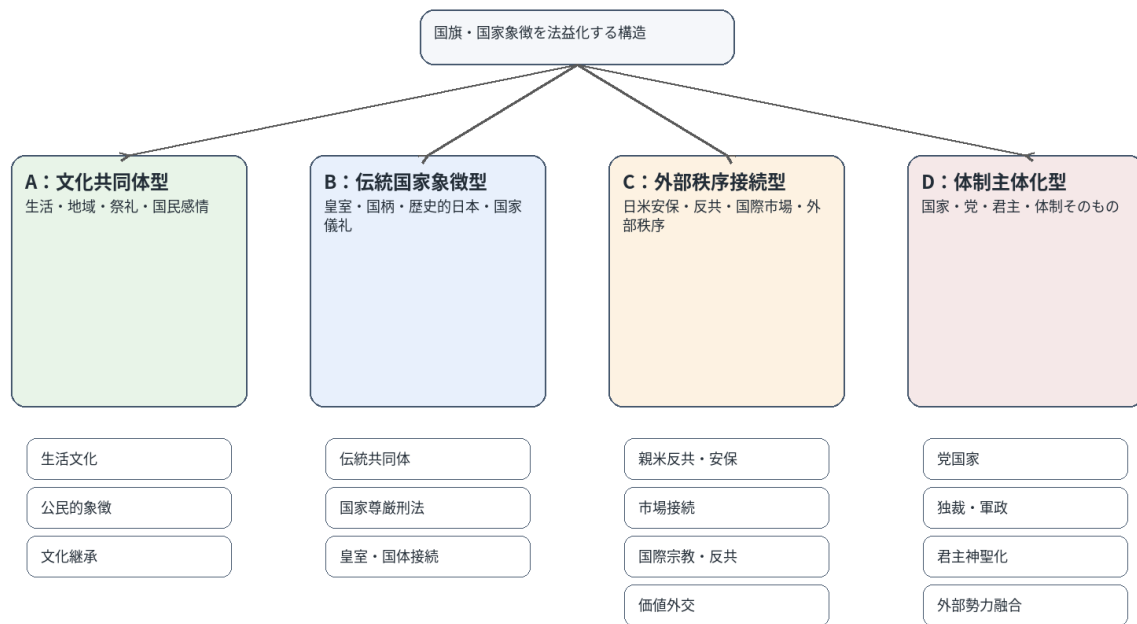 国旗・国家象徴を法益化する構造
A：文化共同体型
生活・地域・祭礼・国民感情
B：伝統国家象徴型
皇室・国柄・歴史的日本・国家
儀礼
C：外部秩序接続型
日米安保・反共・国際市場・外
部秩序
D：体制主体化型
国家・党・君主・体制そのもの
生活文化
公民的象徴
文化継承
伝統共同体
国家尊厳刑法
皇室・国体接続
親米反共・安保
市場接続
国際宗教・反共
価値外交
党国家
独裁・軍政
君主神聖化
外部勢力融合